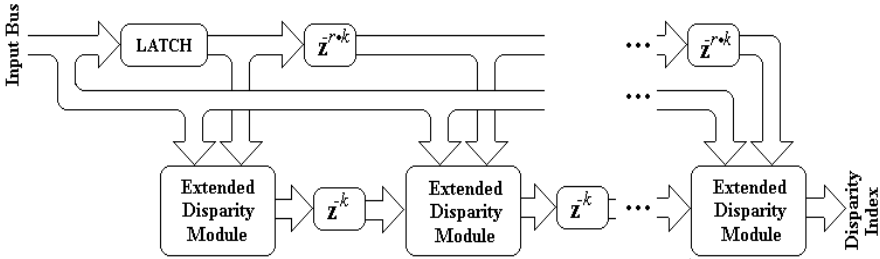 Input Bus
LATCH
z^-r•k
...
z^-r•k
...
Extended
Disparity
Module
z^-k
Extended
Disparity
Module
z^-k
...
Extended
Disparity
Module
Disparity
Index